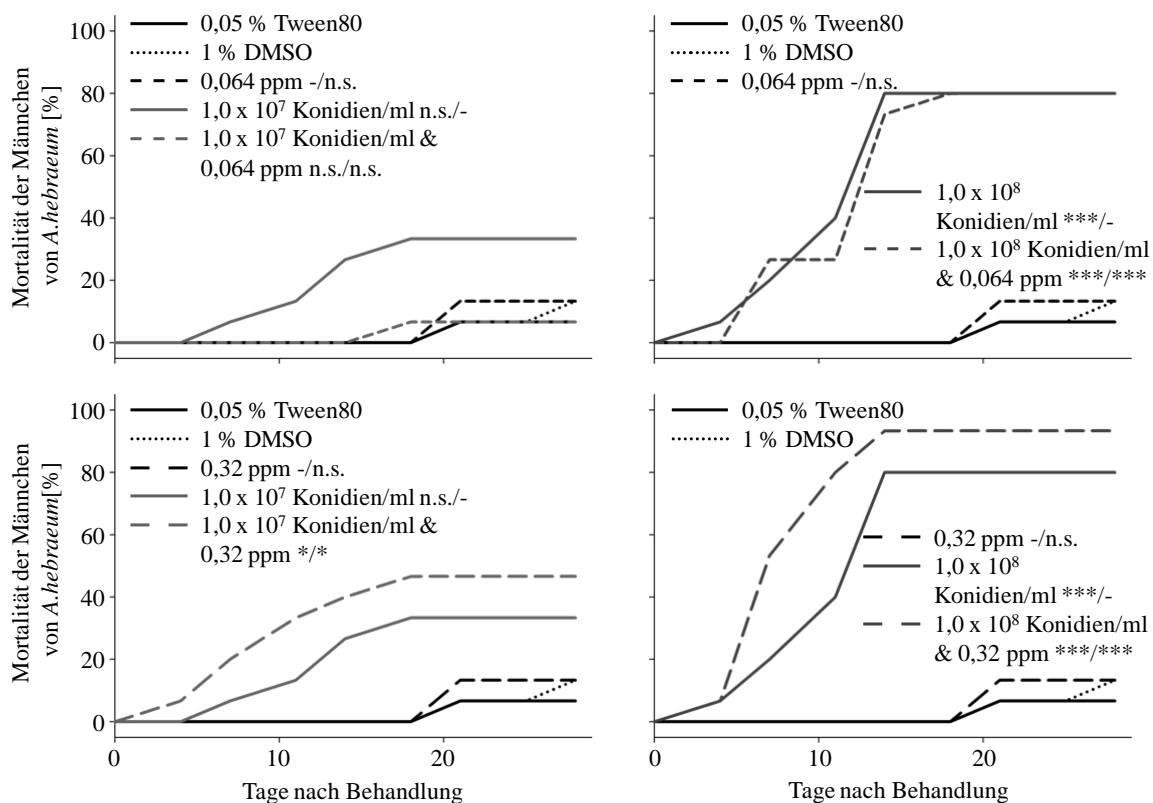 Mortalität der Männchen
von A.hebraeum [%]
100
80
60
40
20
0
0,05 % Tween80
1 % DMSO
0,064 ppm -/n.s.
1,0 x 10⁷ Konidien/ml n.s./-
1,0 x 10⁷ Konidien/ml &
0,064 ppm n.s./n.s.
0,05 % Tween80
1 % DMSO
0,064 ppm -/n.s.
1,0 x 10⁸
Konidien/ml ***/-
1,0 x 10⁸ Konidien/ml
& 0,064 ppm ***/***
Mortalität der Männchen
von A.hebraeum[%]
100
80
60
40
20
0
0,05 % Tween80
1 % DMSO
0,32 ppm -/n.s.
1,0 x 10⁷ Konidien/ml n.s./-
1,0 x 10⁷ Konidien/ml &
0,32 ppm */*
0 10 20
Tage nach Behandlung
0,05 % Tween80
1 % DMSO
0,32 ppm -/n.s.
1,0 x 10⁸
Konidien/ml ***/-
1,0 x 10⁸ Konidien/ml
& 0,32 ppm ***/***
0 10 20
Tage nach Behandlung